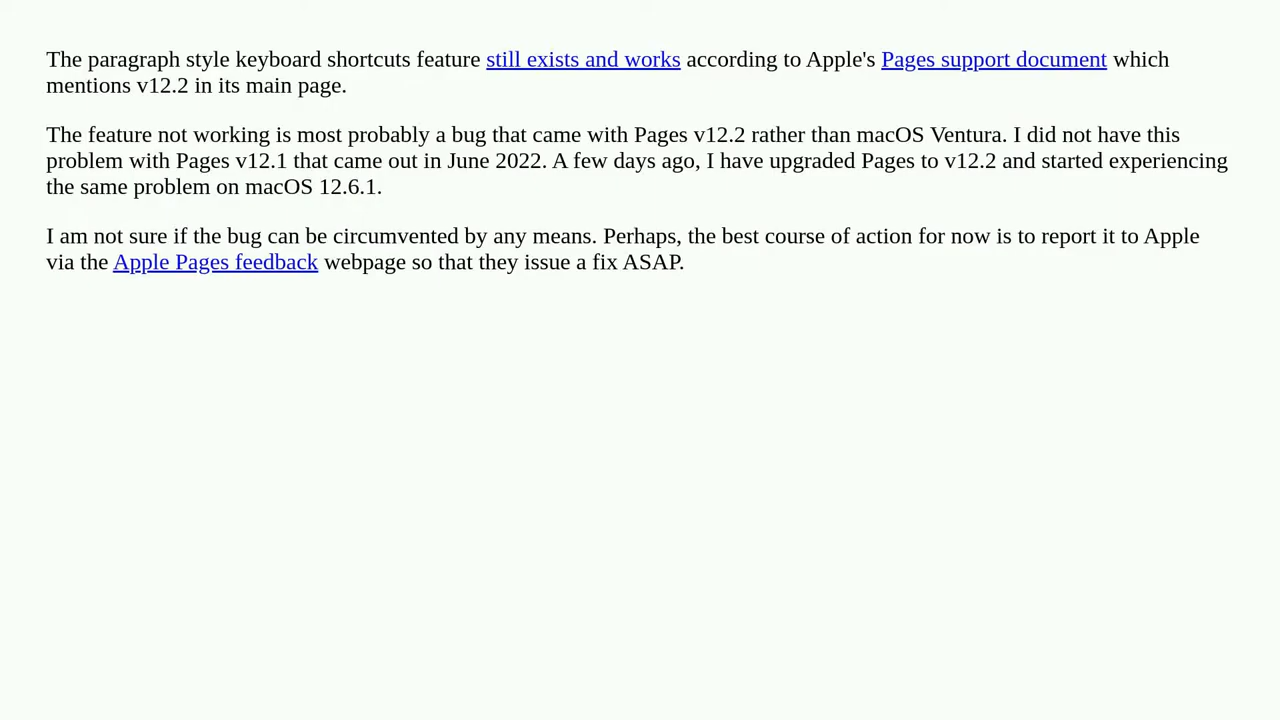 The paragraph style keyboard shortcuts feature still exists and works according to Apple's Pages support document which
mentions v12.2 in its main page.
The feature not working is most probably a bug that came with Pages v12.2 rather than macOS Ventura. I did not have this
problem with Pages v12.1 that came out in June 2022. A few days ago, I have upgraded Pages to v12.2 and started experiencing
the same problem on macOS 12.6.1.
I am not sure if the bug can be circumvented by any means. Perhaps, the best course of action for now is to report it to Apple
via the Apple Pages feedback webpage so that they issue a fix ASAP.